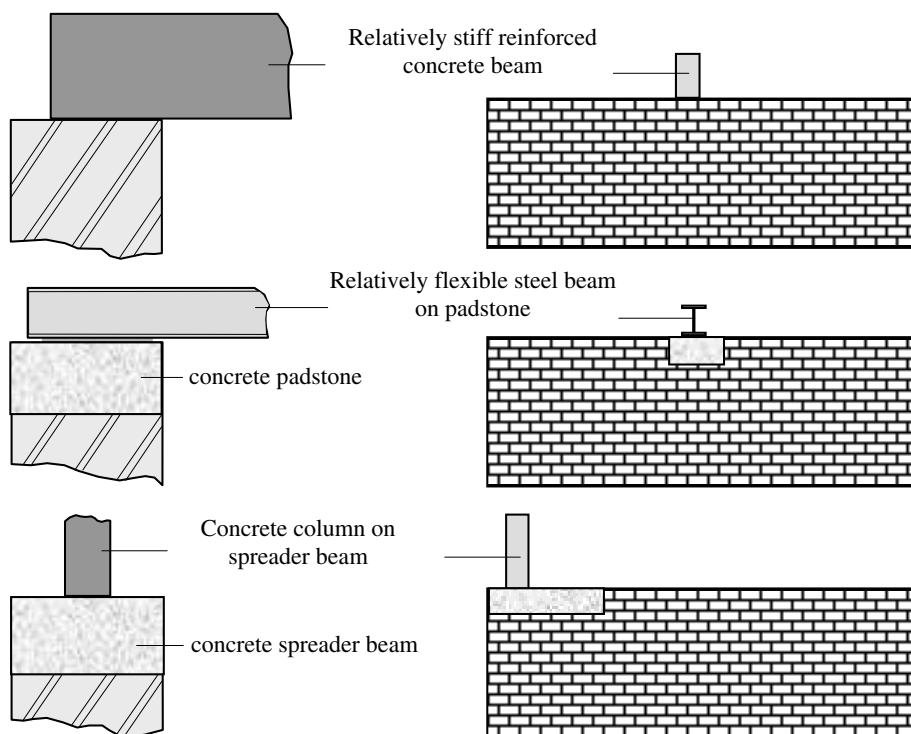 Relatively stiff reinforced
concrete beam
Relatively flexible steel beam
on padstone
concrete padstone
Concrete column on
spreader beam
concrete spreader beam